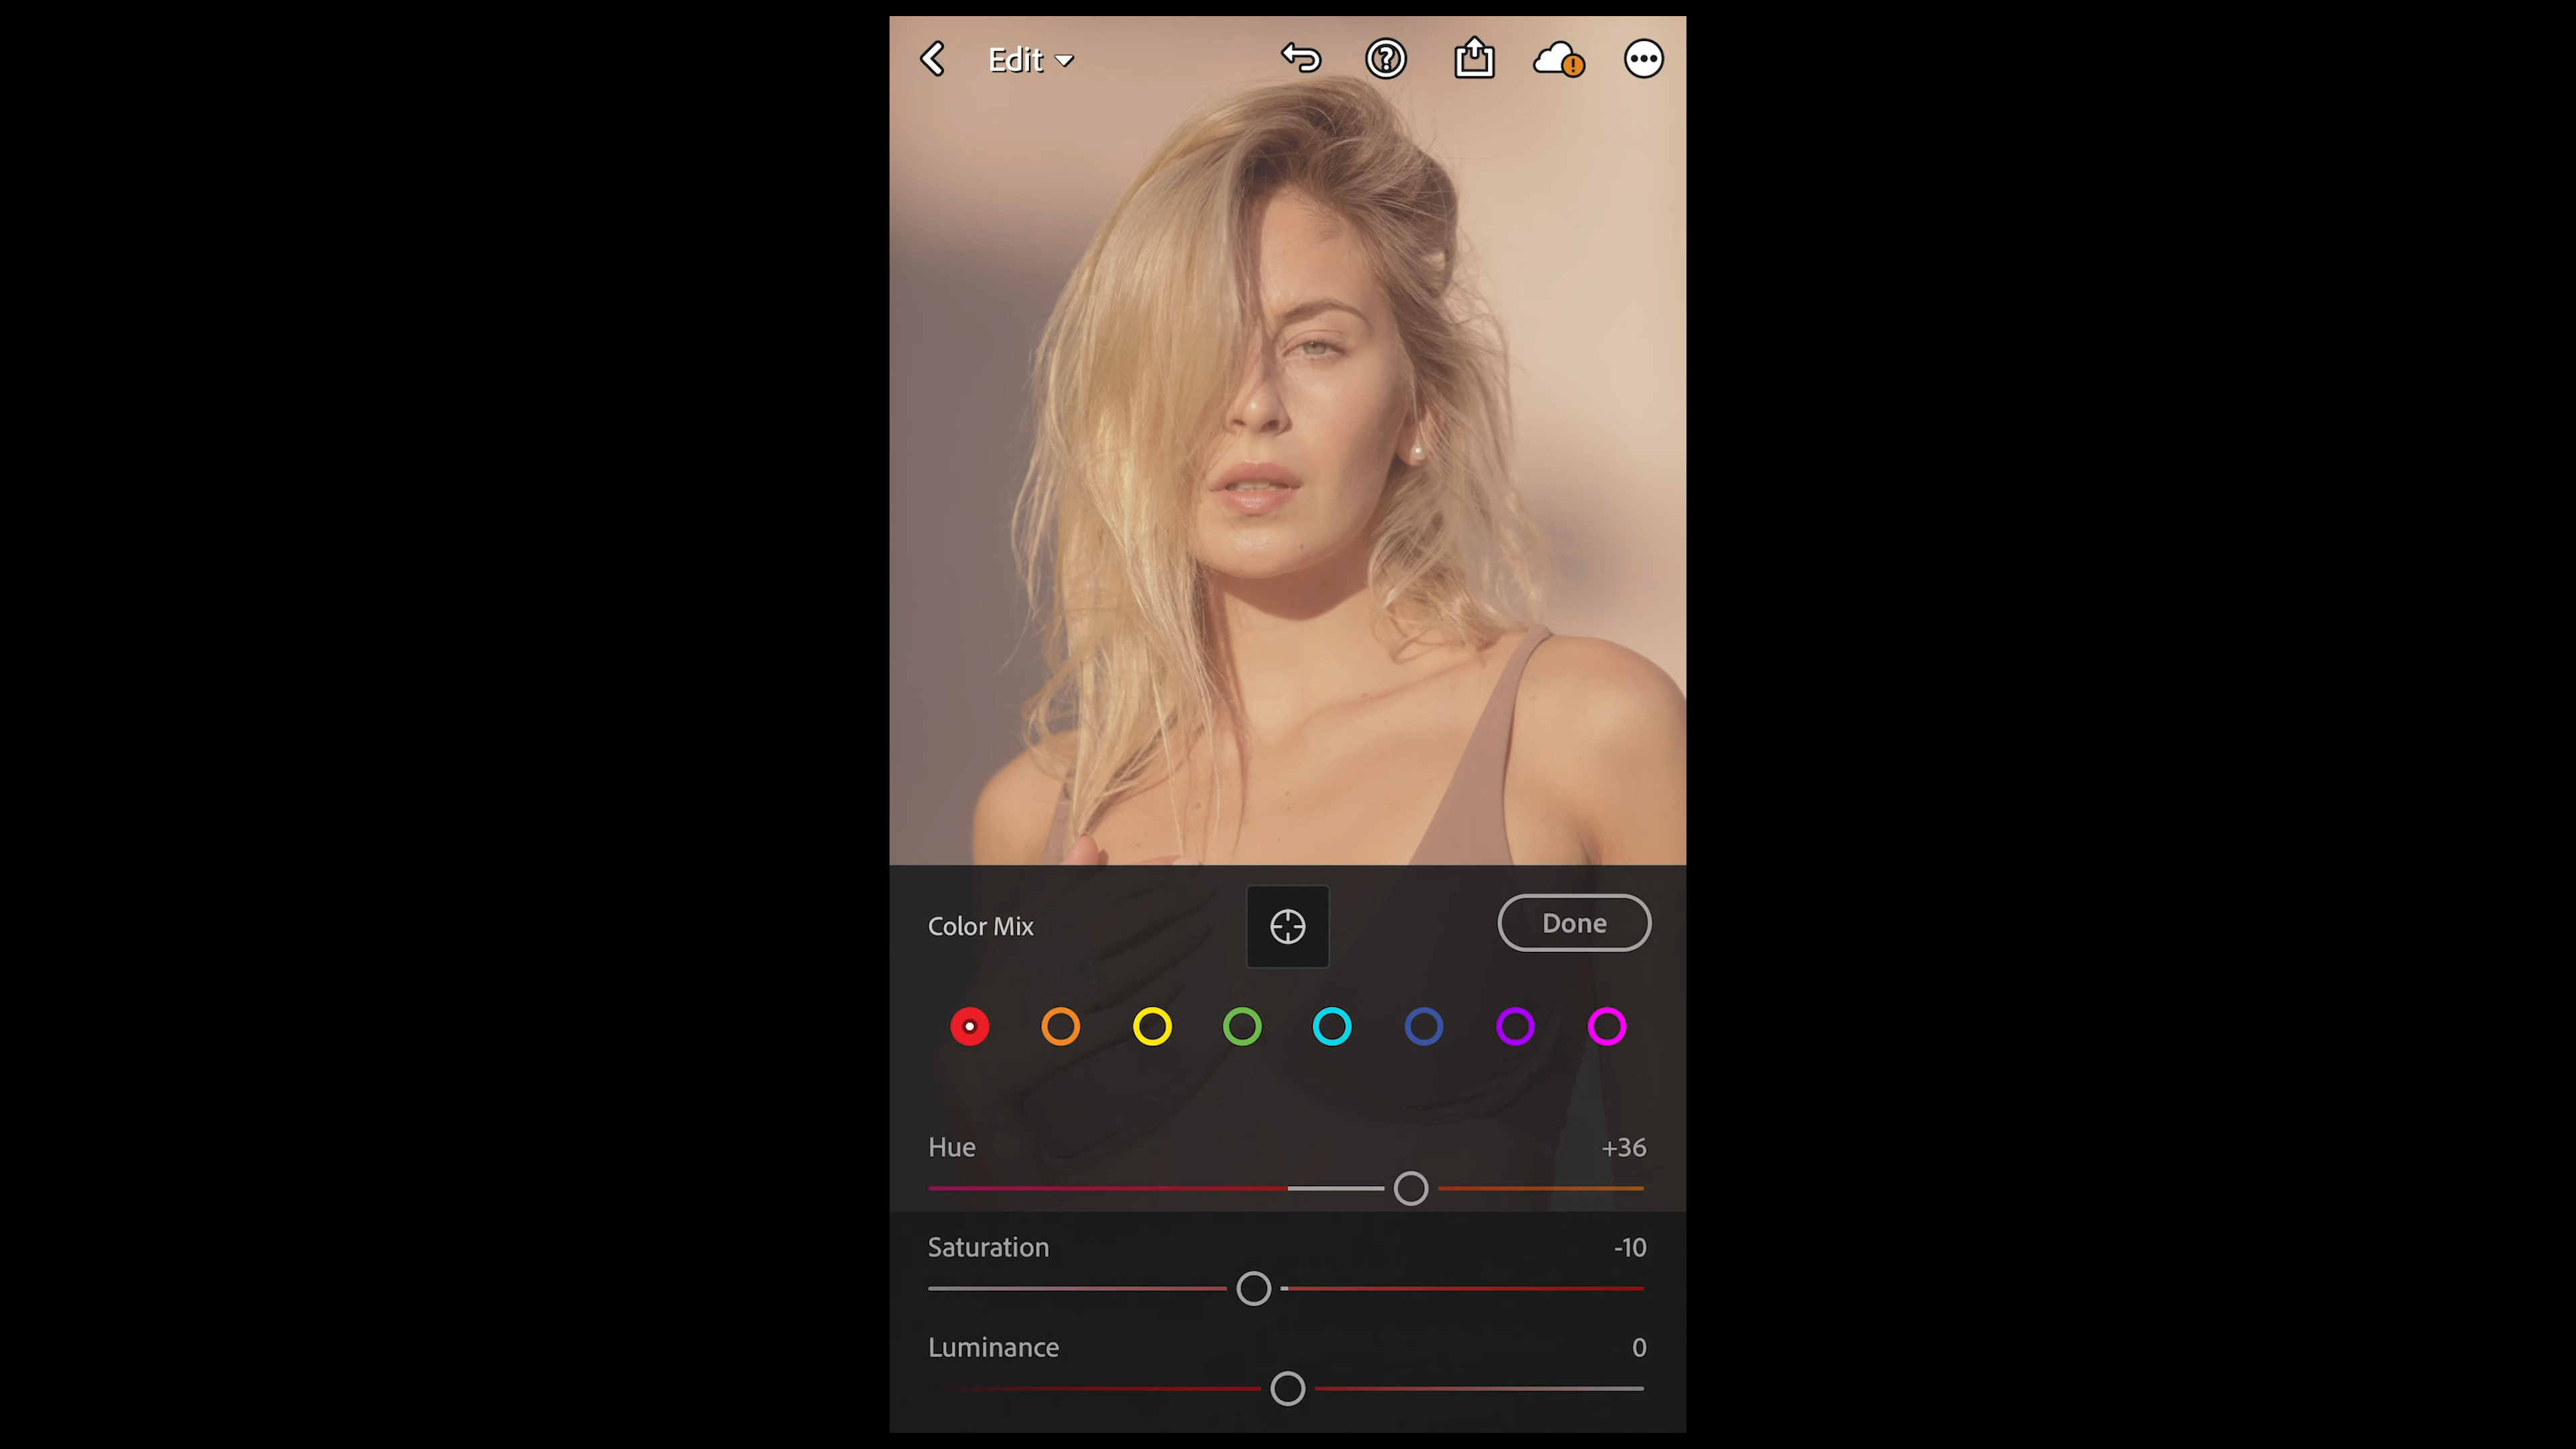 Edit
Color Mix
Done
Hue
+36
Saturation
-10
Luminance
0